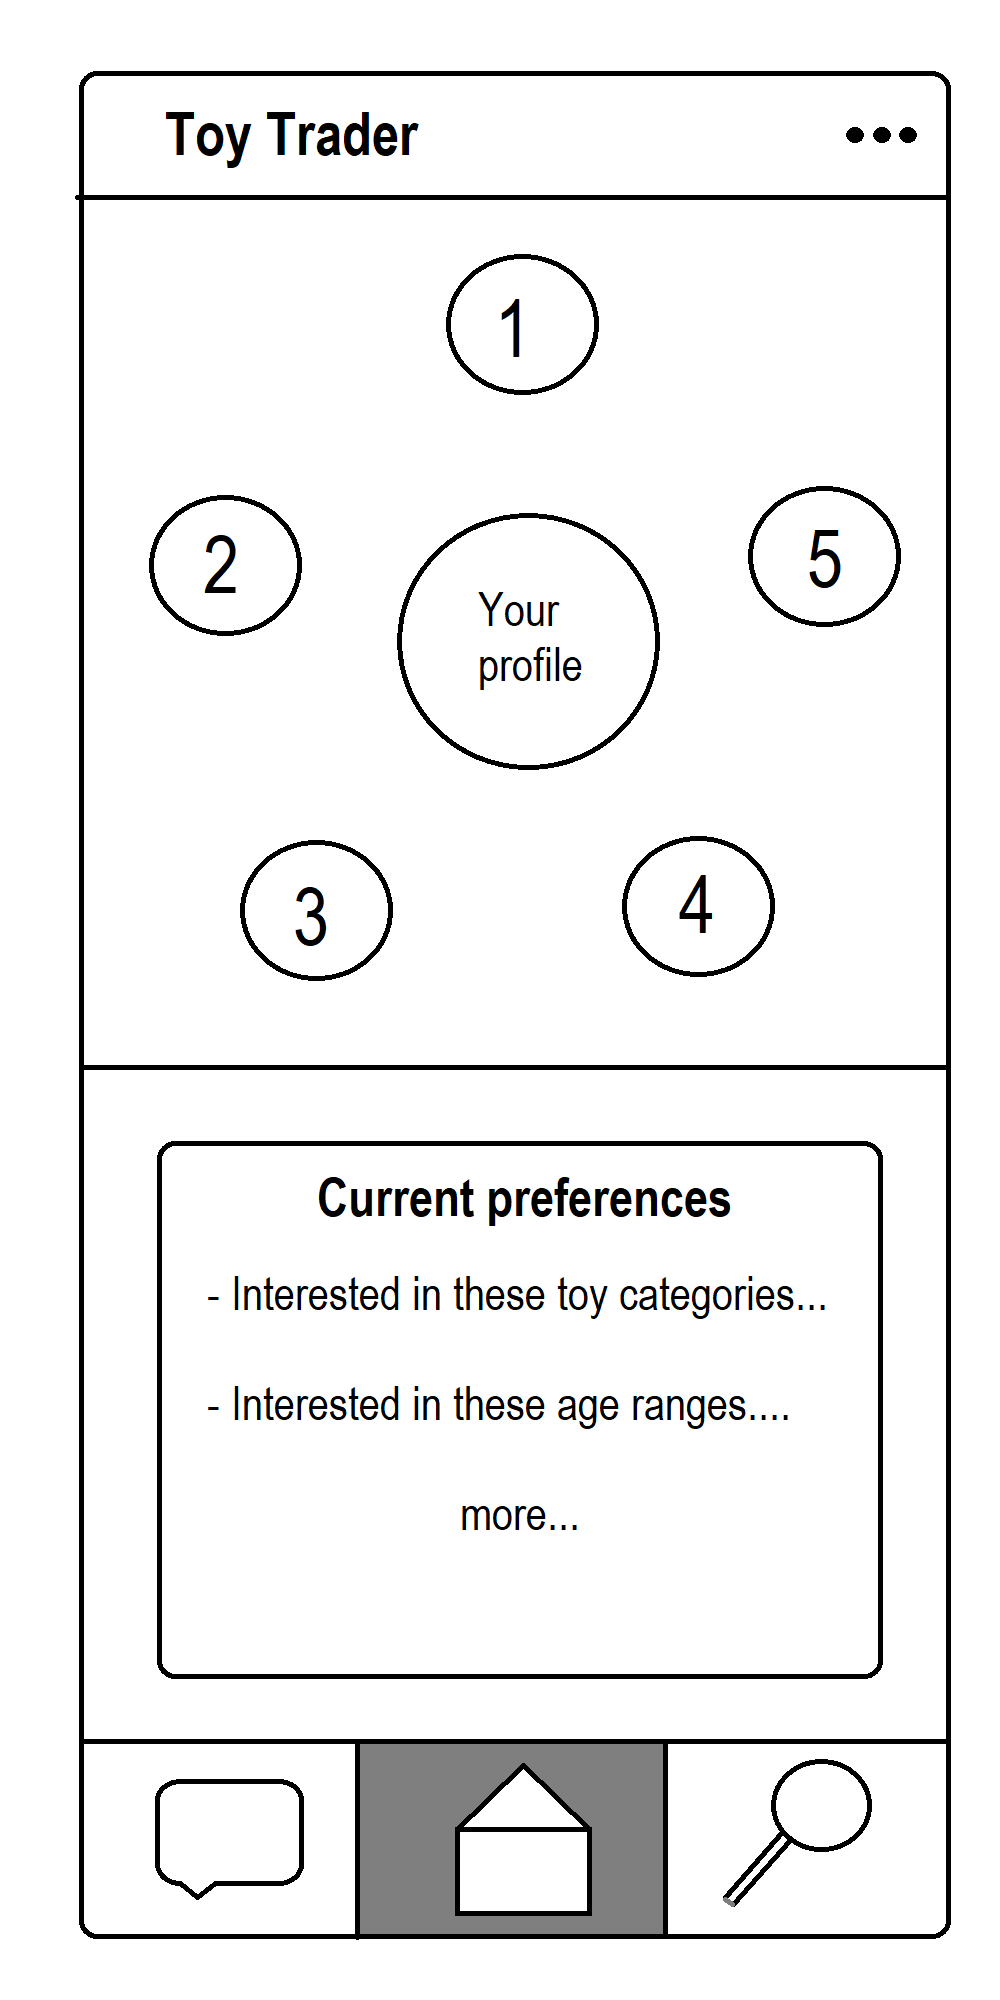 Toy Trader
1
2
5
Your
profile
3
4
Current preferences
- Interested in these toy categories...
- Interested in these age ranges....
more...